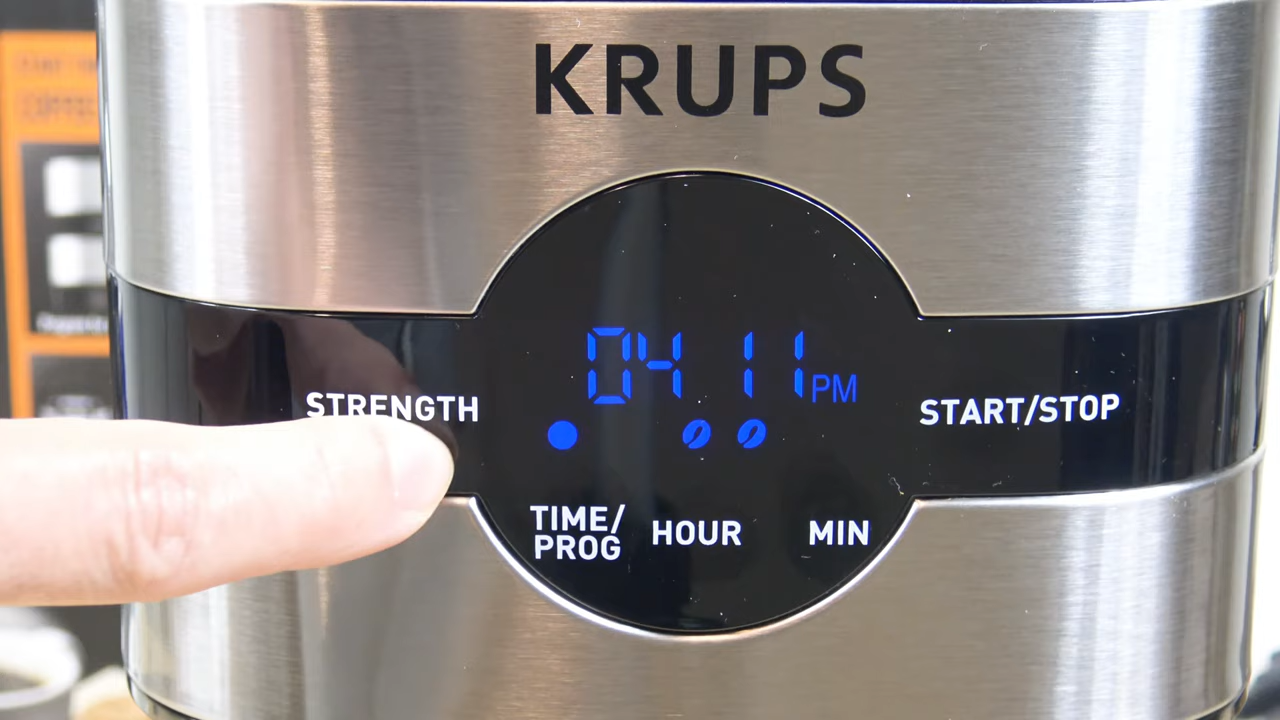 KRUPS
04 11 PM
STRENGTH
START/STOP
TIME/
PROG
HOUR
MIN